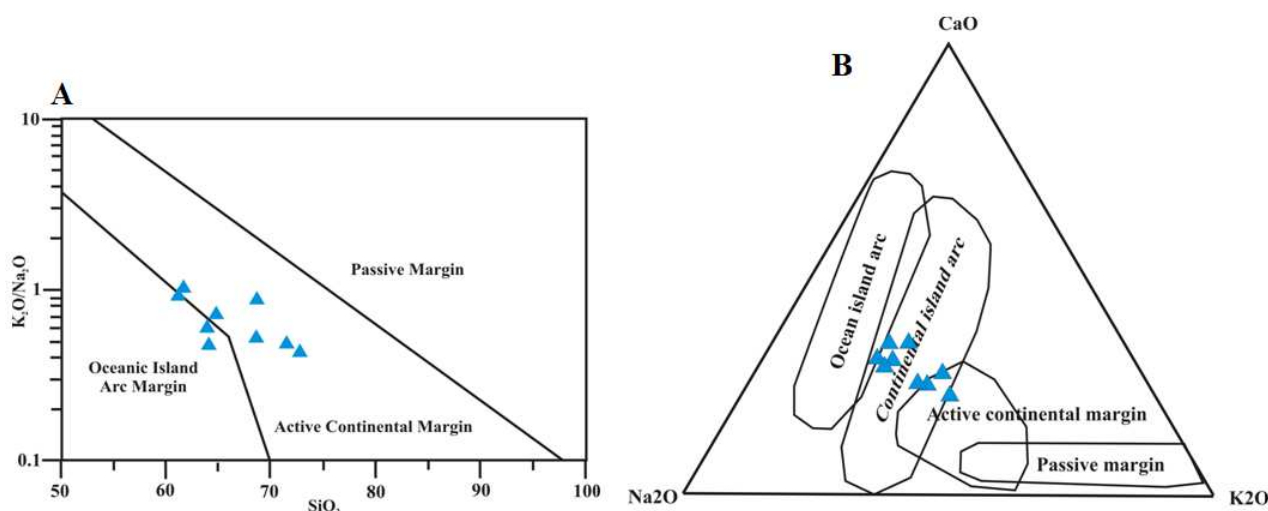 A
10
1
0.1
K₂O/Na₂O
Passive Margin
Oceanic Island
Arc Margin
Active Continental Margin
50
60
70
80
90
100
SiO₂
B
CaO
Ocean island arc
Continental island arc
Active continental margin
Passive margin
Na2O
K2O